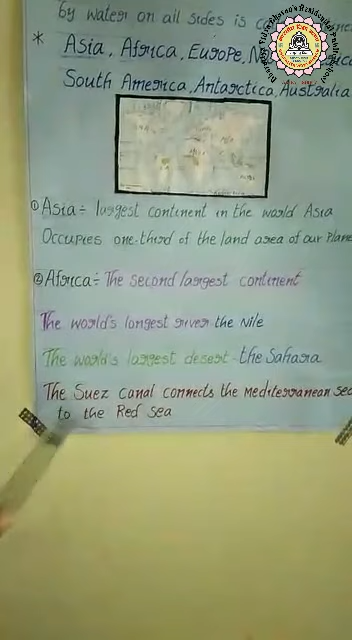 by water on all sides is
* Asia, Africa, Europe,
South America, Antarctica, Australia
① Asia ÷ largest continent in the world Asia
Occupies one-third of the land area of our Plane
② Africa ÷ The second largest continent
The world's longest river the Nile
The world's largest desert - the Sahara
The Suez canal connects the Mediterranean sea
to the Red Sea